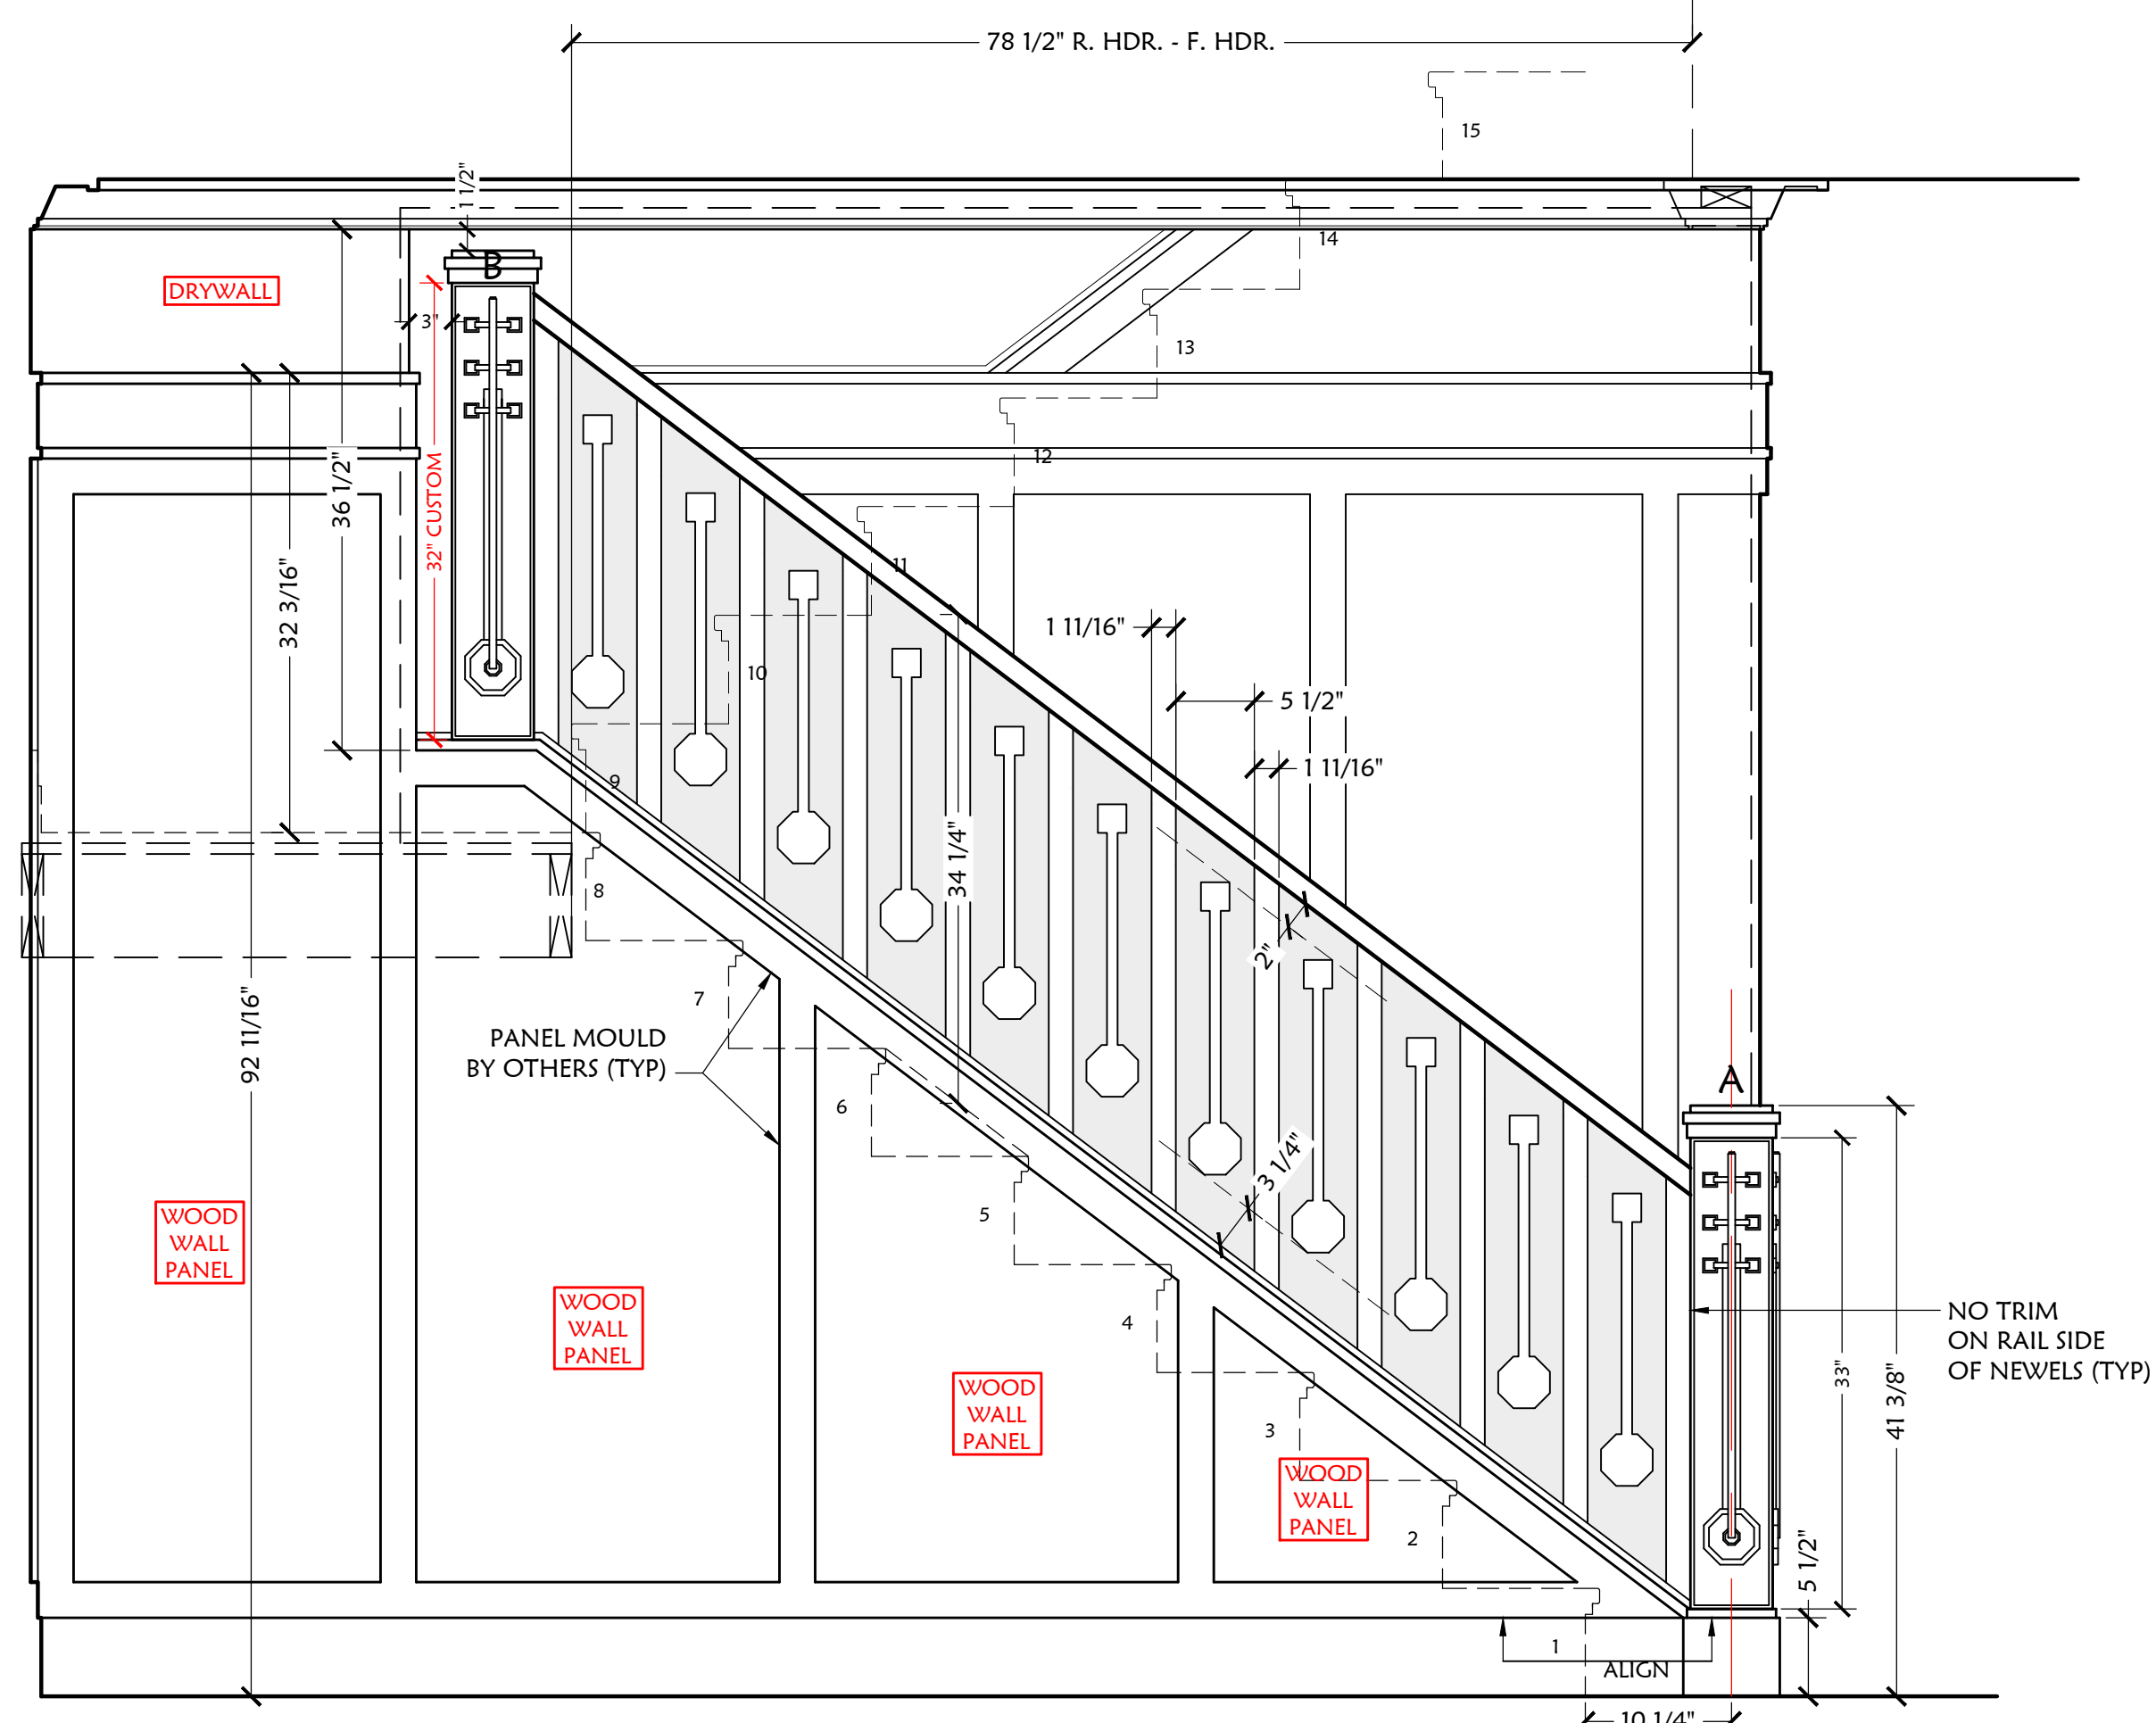 78 1/2" R. HDR. - F. HDR.
15
1 1/2"
14
B
DRYWALL
3"
13
12
36 1/2"
32" CUSTOM
32 3/16"
11
1 11/16"
10
5 1/2"
1 11/16"
9
34 1/4"
8
2"
7
92 11/16"
PANEL MOULD
BY OTHERS (TYP)
A
6
3 1/4"
5
WOOD
WALL
PANEL
WOOD
WALL
PANEL
4
NO TRIM
ON RAIL SIDE
OF NEWELS (TYP)
33"
41 3/8"
WOOD
WALL
PANEL
3
WOOD
WALL
PANEL
2
5 1/2"
1
ALIGN
10 1/4"